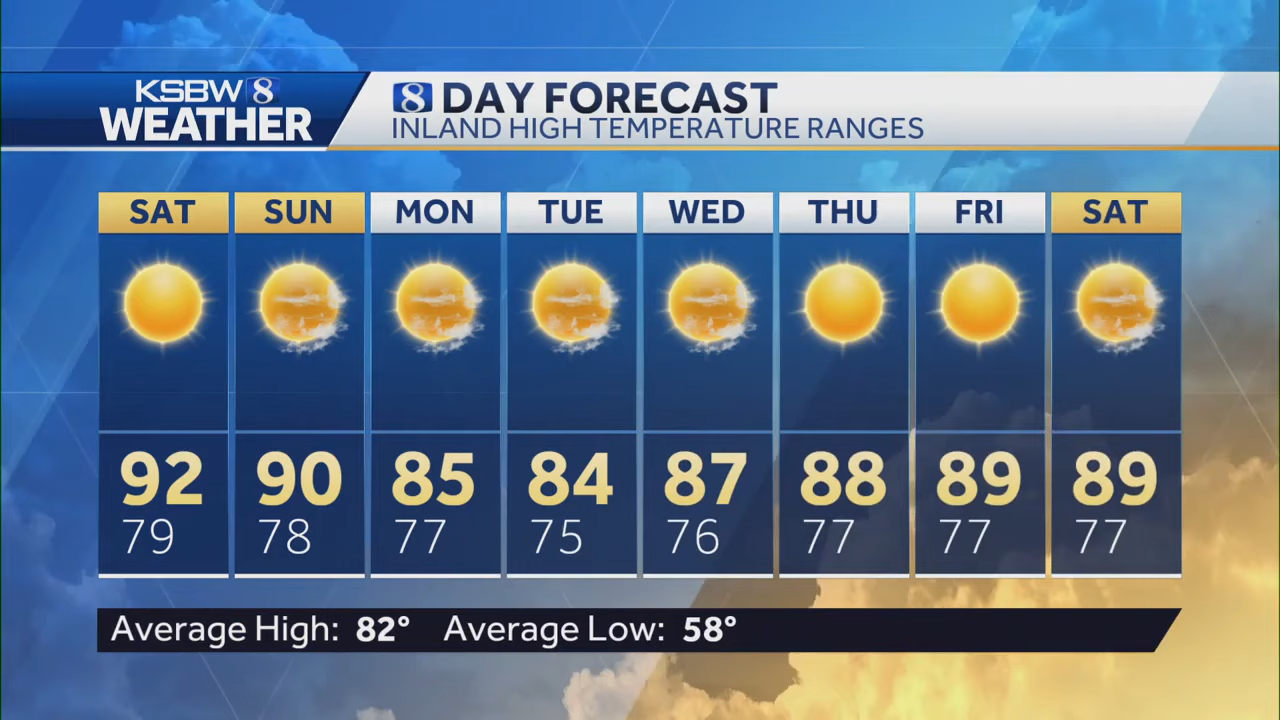 KSBW 8
WEATHER
8 DAY FORECAST
INLAND HIGH TEMPERATURE RANGES
SAT SUN MON TUE WED THU FRI SAT
92 90 85 84 87 88 89 89
79 78 77 75 76 77 77 77
Average High: 82° Average Low: 58°